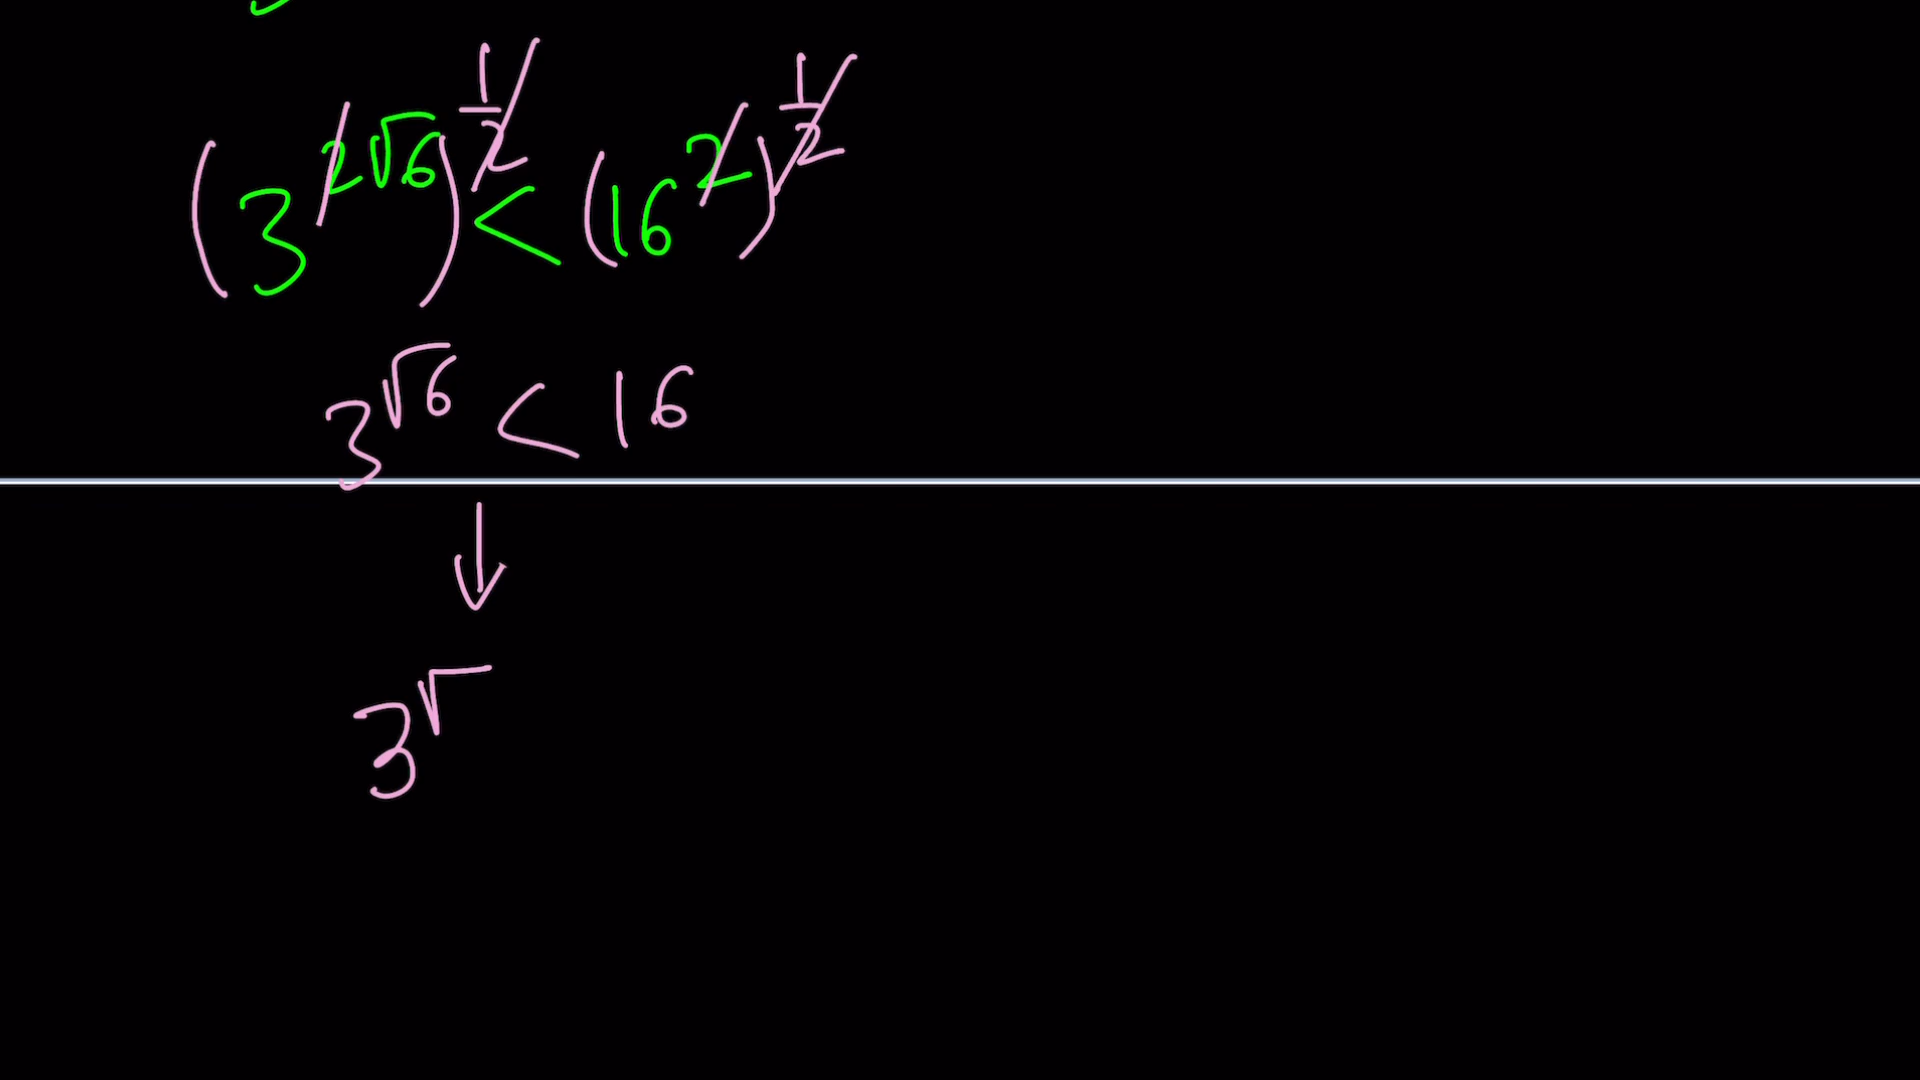 (3^{2√6})^{1/2} < (16^2)^{1/2}
3^{√6} < 16
↓
3^{√}